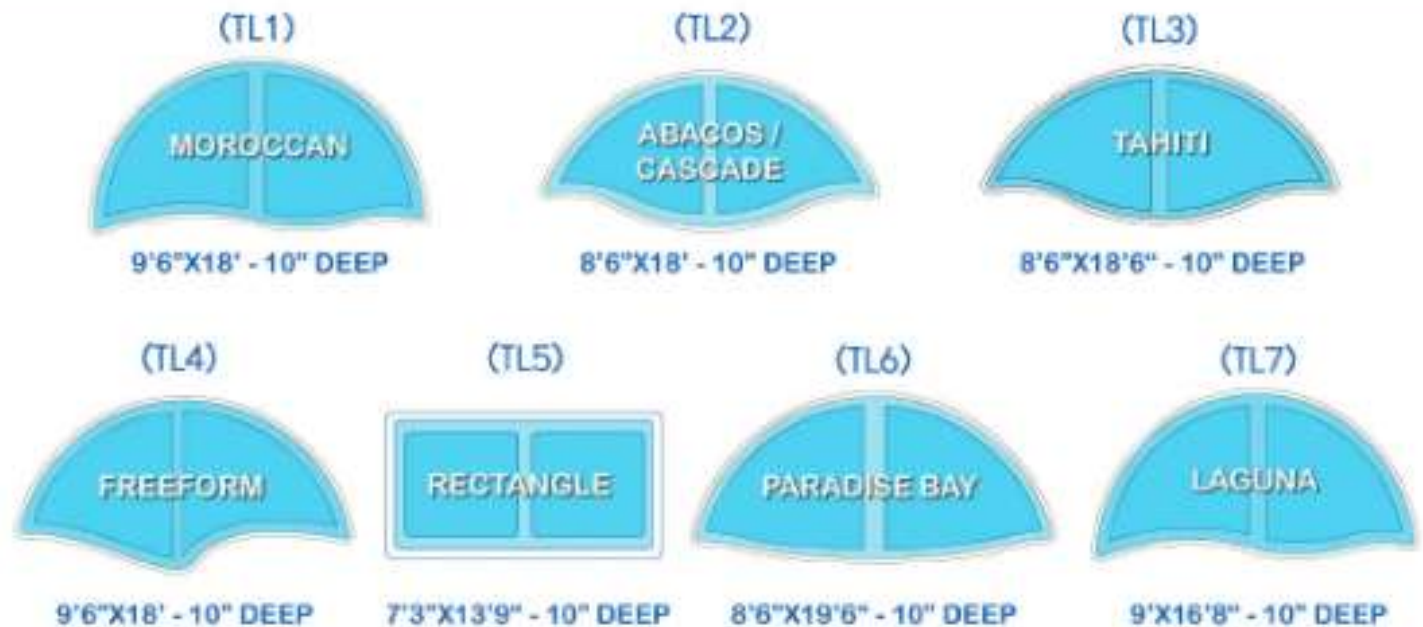 (TL1)
(TL2)
(TL3)
MOROCCAN
ABACOS /
CASCADE
TAHITI
9'6"X18' - 10" DEEP
8'6"X18' - 10" DEEP
8'6"X18'6" - 10" DEEP
(TL4)
(TL5)
(TL6)
(TL7)
FREEFORM
RECTANGLE
PARADISE BAY
LAGUNA
9'6"X18' - 10" DEEP
7'3"X13'9" - 10" DEEP
8'6"X19'6" - 10" DEEP
9'X16'8" - 10" DEEP